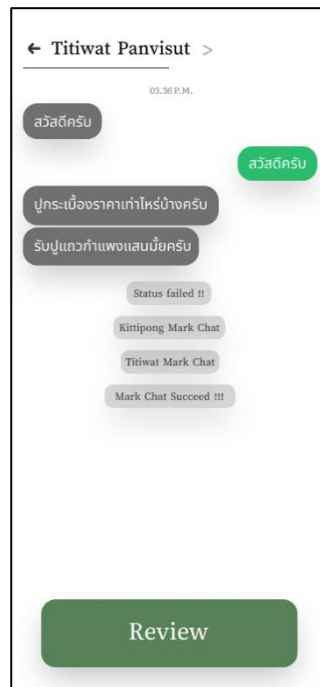 ← Titiwat Panvisut >
03.36 P.M.
สวัสดีครับ
สวัสดีครับ
ปูกระเบื้องราคาเท่าไหร่บ้างครับ
รับปูแถวกำแพงแสนมั้ยครับ
Status failed !!
Kittipong Mark Chat
Titiwat Mark Chat
Mark Chat Succeed !!!
Review